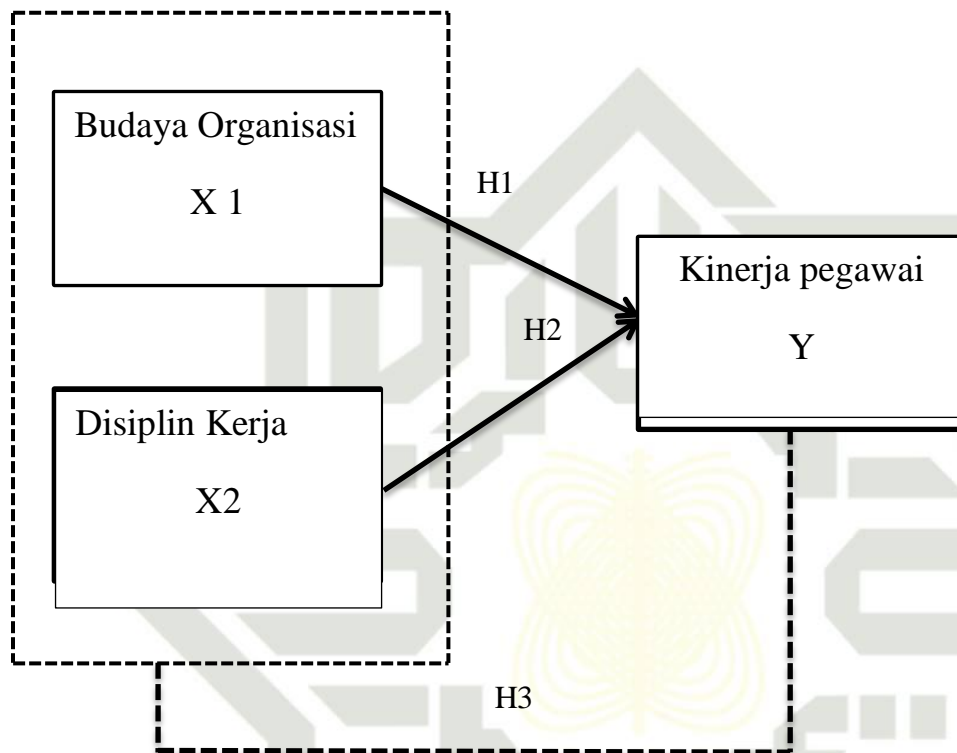 Budaya Organisasi
X 1
H1
Kinerja pegawai
Y
H2
Disiplin Kerja
X2
H3